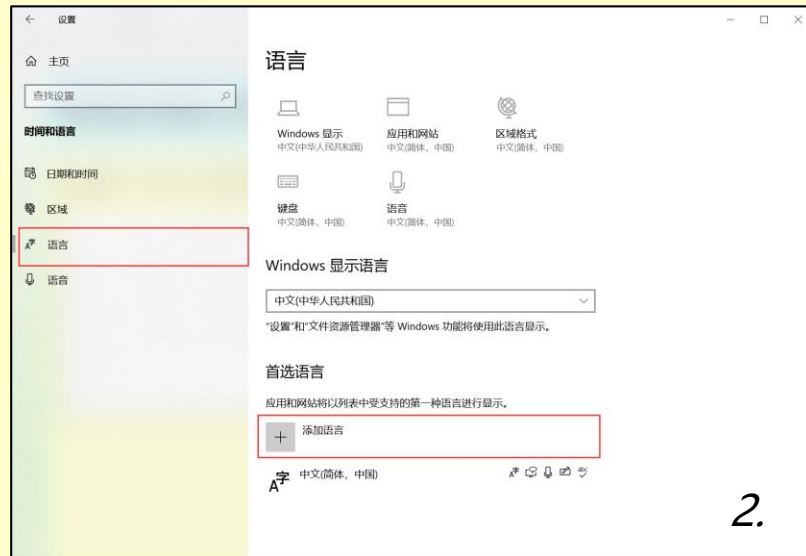 设置
主页
查找设置
时间和语言
日期和时间
区域
语言
语音
语言
Windows 显示
中文(中华人民共和国)
应用和网站
中文(简体，中国)
区域格式
中文(简体，中国)
键盘
中文(简体，中国)
语音
中文(简体，中国)
Windows 显示语言
中文(中华人民共和国)
"设置"和"文件资源管理器"等 Windows 功能将使用此语言显示。
首选语言
应用和网站将以列表中受支持的第一种语言进行显示。
添加语言
中文(简体，中国)
2.